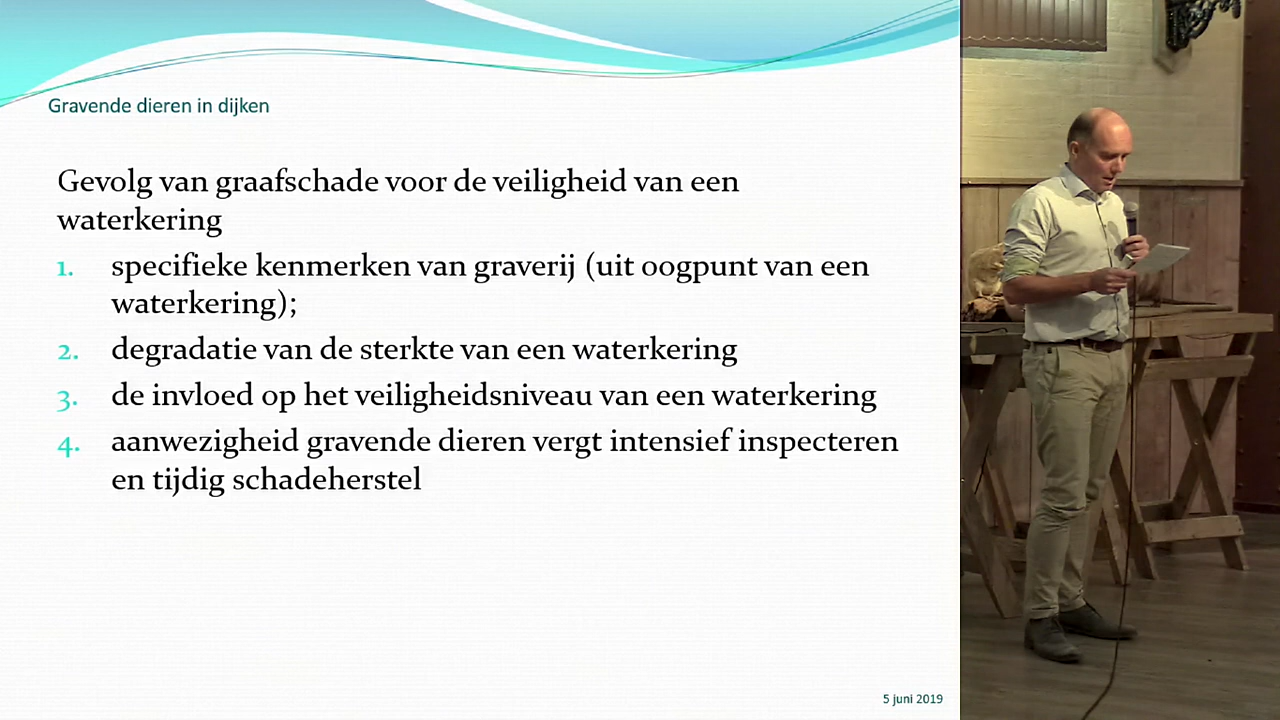 Gravende dieren in dijken
Gevolg van graafschade voor de veiligheid van een
waterkering
1. specifieke kenmerken van graverij (uit oogpunt van een
waterkering);
2. degradatie van de sterkte van een waterkering
3. de invloed op het veiligheidsniveau van een waterkering
4. aanwezigheid gravende dieren vergt intensief inspecteren
en tijdig schadeherstel
5 juni 2019